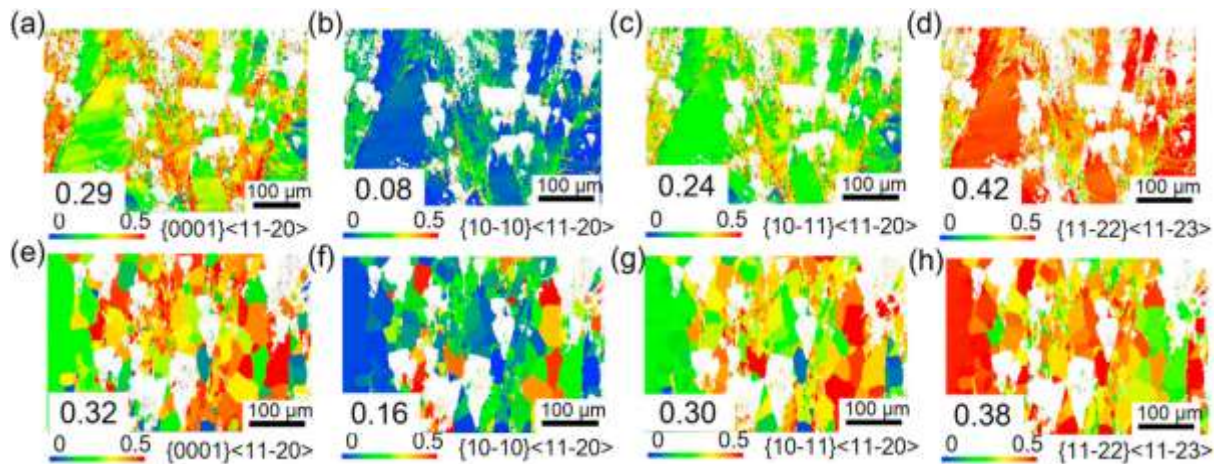 (a) (b) (c) (d)
0.29 100 μm 0.08 100 μm 0.24 100 μm 0.42 100 μm
0 0.5 {0001}<11-20> 0 0.5 {10-10}<11-20> 0 0.5 {10-11}<11-20> 0 0.5 {11-22}<11-23>
(e) (f) (g) (h)
0.32 100 μm 0.16 100 μm 0.30 100 μm 0.38 100 μm
0 0.5 {0001}<11-20> 0 0.5 {10-10}<11-20> 0 0.5 {10-11}<11-20> 0 0.5 {11-22}<11-23>